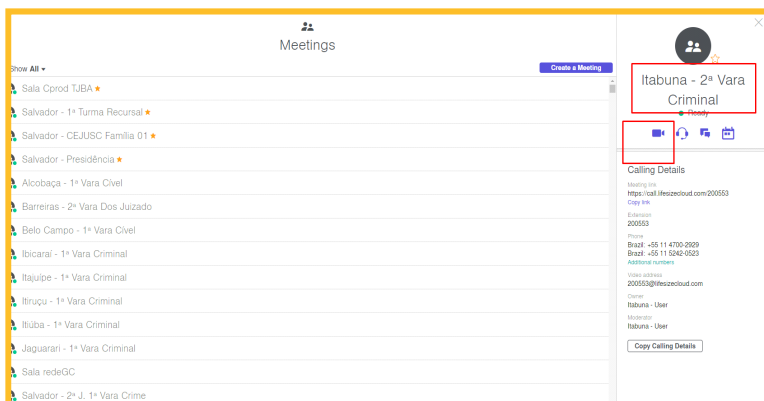 Meetings
Show All
Create a Meeting
Sala Cprod TJBA
Salvador - 1ª Turma Recursal
Salvador - CEJUSC Família 01
Salvador - Presidência
Alcobaça - 1ª Vara Cível
Barreiras - 2ª Vara Dos Juizado
Belo Campo - 1ª Vara Cível
Ibicaraí - 1ª Vara Criminal
Itajuípe - 1ª Vara Criminal
Itiruçu - 1ª Vara Criminal
Itiúba - 1ª Vara Criminal
Jaguarari - 1ª Vara Criminal
Sala redeGC
Salvador - 2ª J. 1ª Vara Crime
Itabuna - 2ª Vara
Criminal
Ready
Calling Details
Meeting link
https://call.lifesizecloud.com/200553
Copy link
Extension
200553
Phone
Brazil: +55 11 4700-2929
Brazil: +55 11 5242-0523
Additional numbers
Video address
200553@lifesizecloud.com
Owner
Itabuna - User
Moderator
Itabuna - User
Copy Calling Details